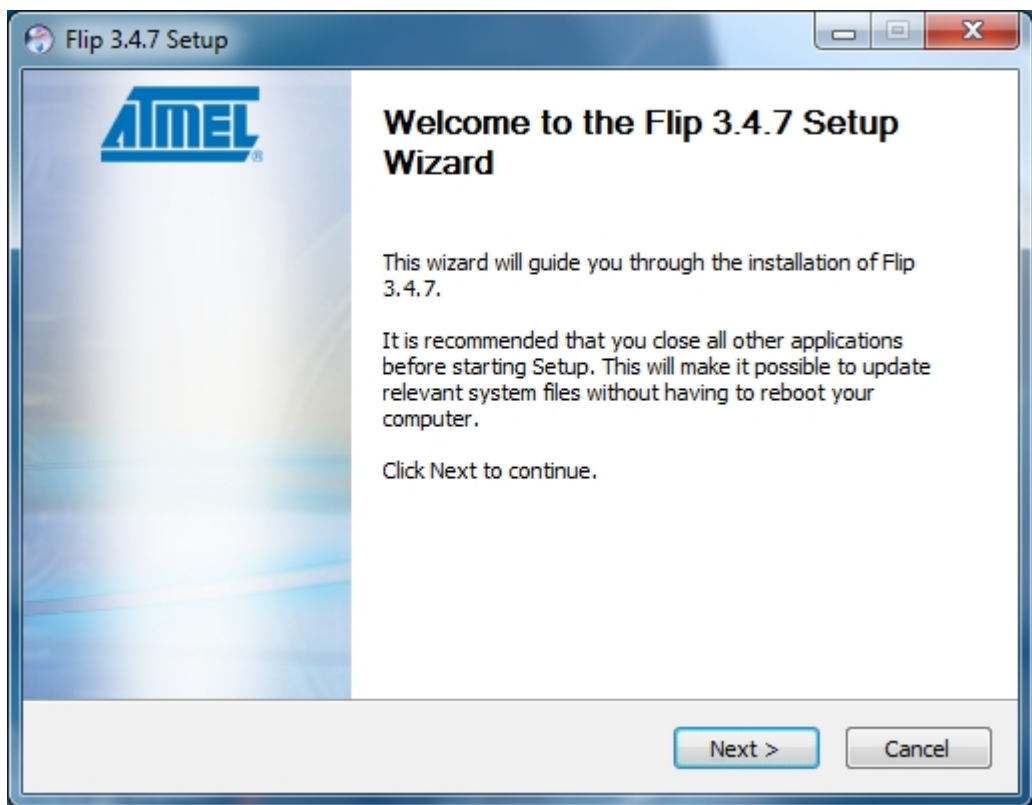 Flip 3.4.7 Setup
ATMEL
®
Welcome to the Flip 3.4.7 Setup
Wizard
This wizard will guide you through the installation of Flip
3.4.7.
It is recommended that you close all other applications
before starting Setup. This will make it possible to update
relevant system files without having to reboot your
computer.
Click Next to continue.
Next >
Cancel